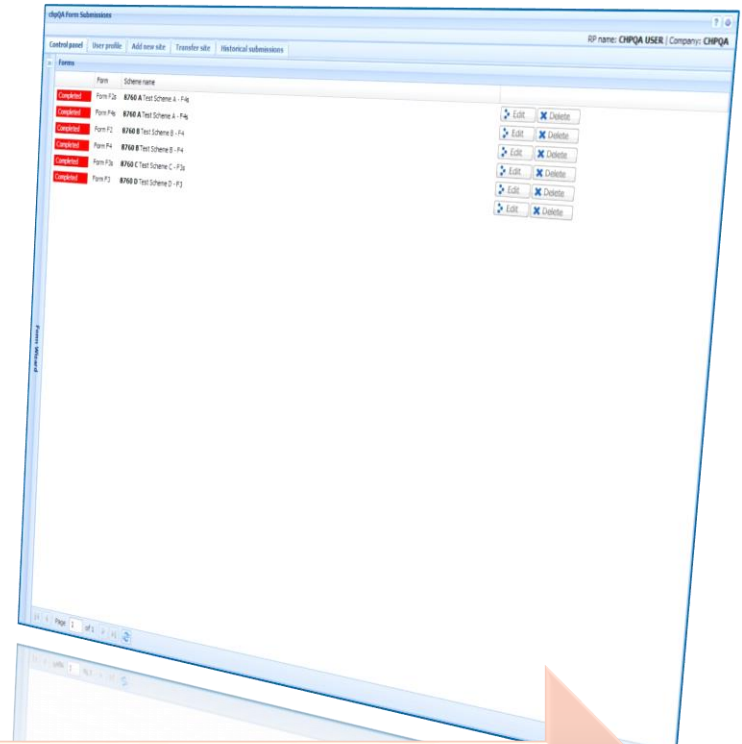 chpQA Form Submissions
RP name: CHPQA USER | Company: CHPQA
Control panel User profile Add new site Transfer site Historical submissions
Forms
Form Scheme name
Completed Form F2s 8760 A Test Scheme A - F4s Edit Delete
Completed Form F4s 8760 A Test Scheme A - F4s Edit Delete
Completed Form F2 8760 B Test Scheme B - F4 Edit Delete
Completed Form F4 8760 B Test Scheme B - F4 Edit Delete
Completed Form F3s 8760 C Test Scheme C - F3s Edit Delete
Completed Form F3 8760 D Test Scheme D - F3 Edit Delete
Form Wizard
Page 1 of 1